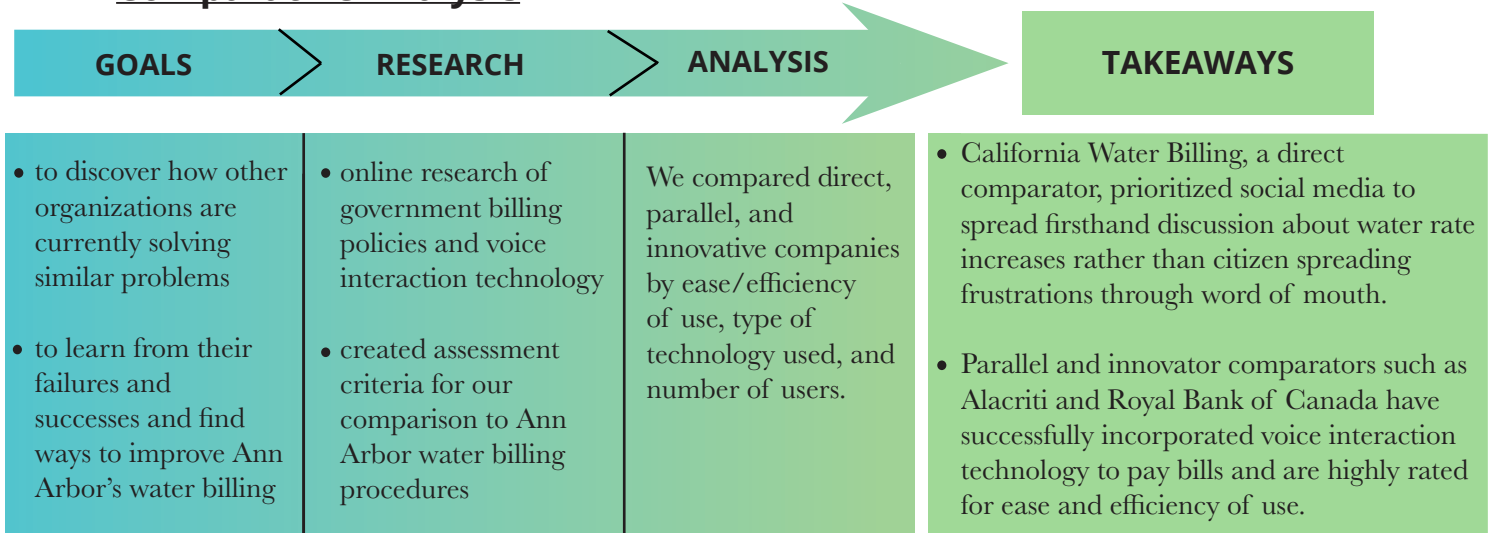 GOALS
RESEARCH
ANALYSIS
TAKEAWAYS
• to discover how other
organizations are
currently solving
similar problems
• to learn from their
failures and
successes and find
ways to improve Ann
Arbor’s water billing
• online research of
government billing
policies and voice
interaction technology
• created assessment
criteria for our
comparison to Ann
Arbor water billing
procedures
We compared direct,
parallel, and
innovative companies
by ease/efficiency
of use, type of
technology used, and
number of users.
• California Water Billing, a direct
comparator, prioritized social media to
spread firsthand discussion about water rate
increases rather than citizen spreading
frustrations through word of mouth.
• Parallel and innovator comparators such as
Alacriti and Royal Bank of Canada have
successfully incorporated voice interaction
technology to pay bills and are highly rated
for ease and efficiency of use.